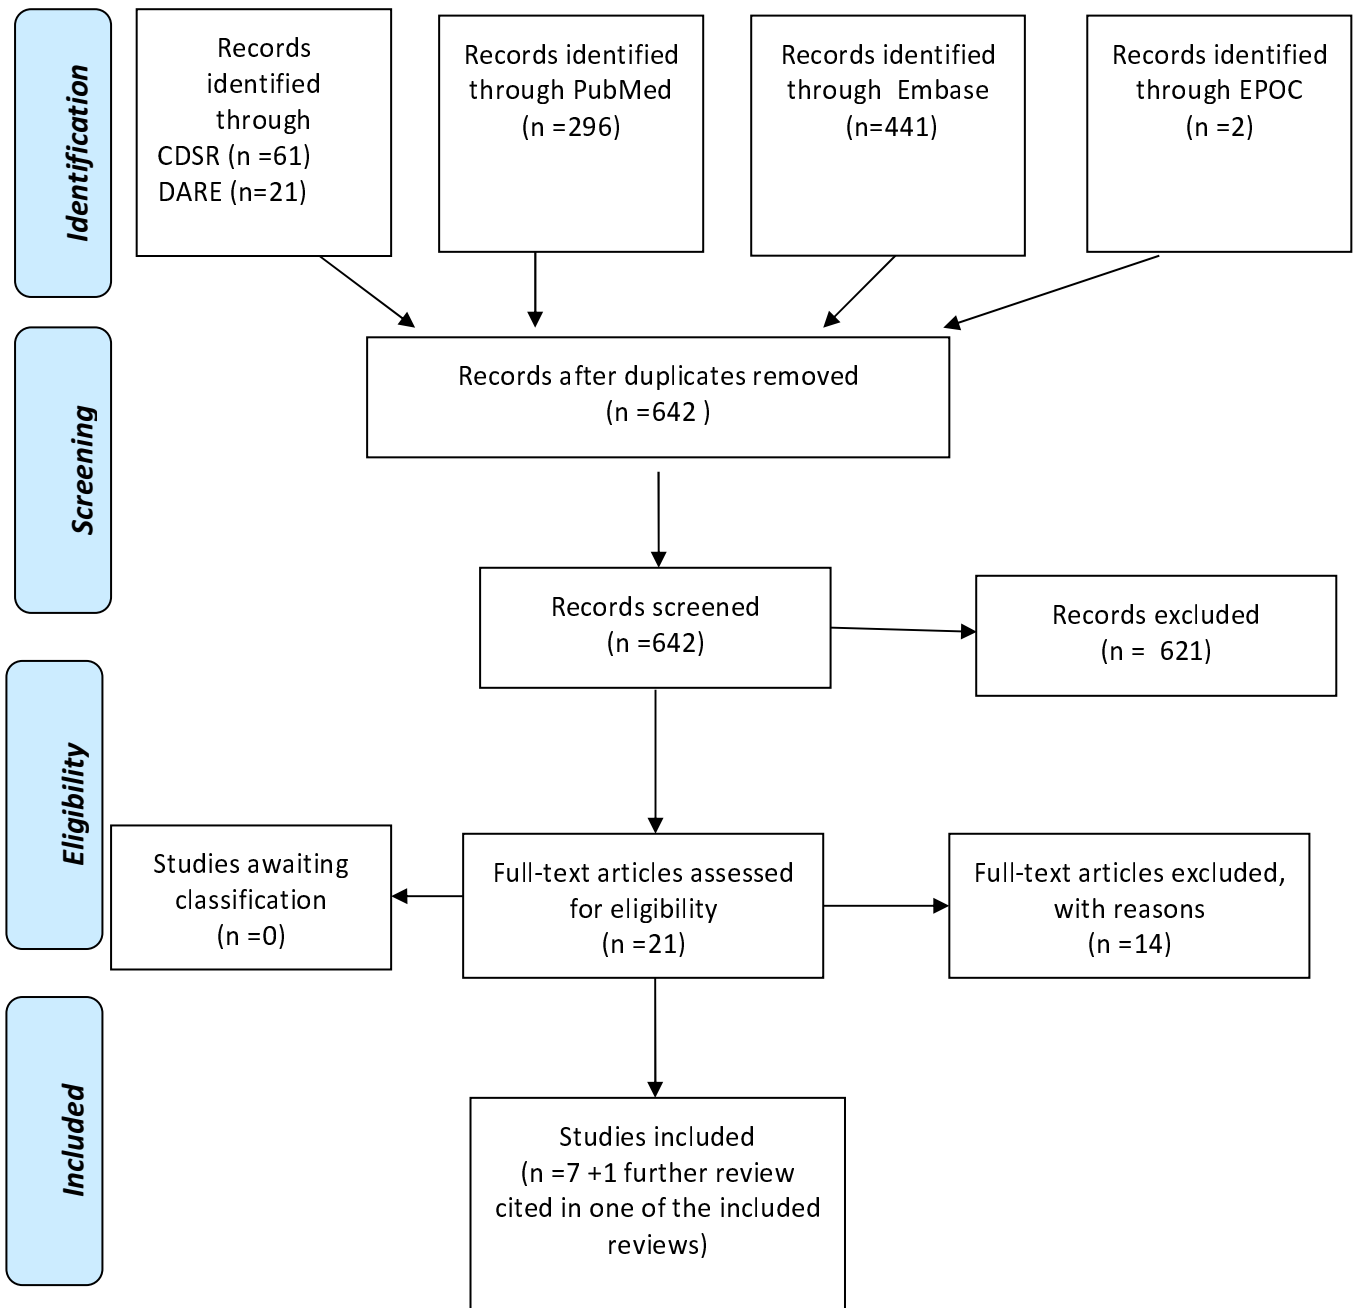 Identification
Records
identified
through
CDSR (n =61)
DARE (n=21)
Records identified
through PubMed
(n =296)
Records identified
through  Embase
(n=441)
Records identified
through EPOC
(n =2)
Screening
Records after duplicates removed
(n =642 )
Records screened
(n =642)
Records excluded
(n =  621)
Eligibility
Studies awaiting
classification
(n =0)
Full-text articles assessed
for eligibility
(n =21)
Full-text articles excluded,
with reasons
(n =14)
Included
Studies included
(n =7 +1 further review
cited in one of the included
reviews)